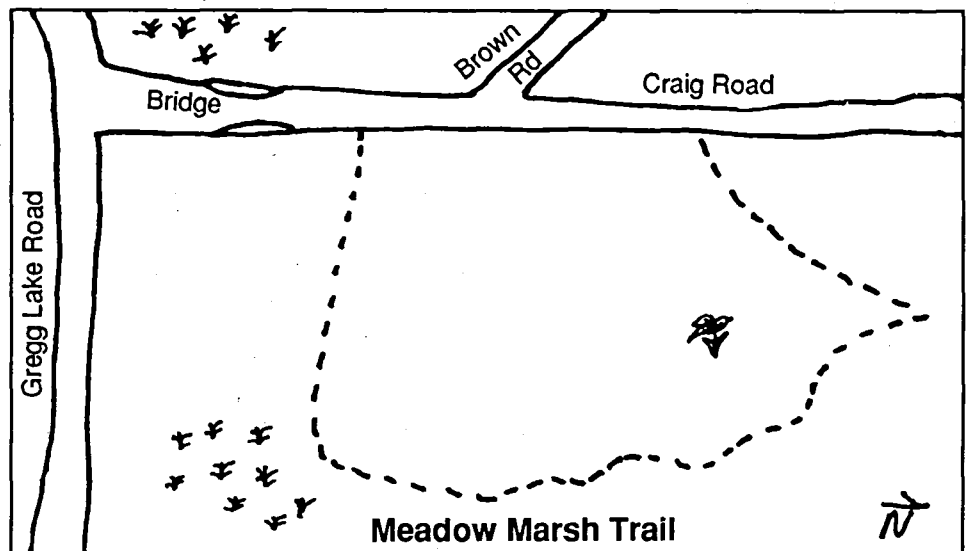 Brown
Rd
Craig Road
Bridge
Gregg Lake Road
Meadow Marsh Trail
N